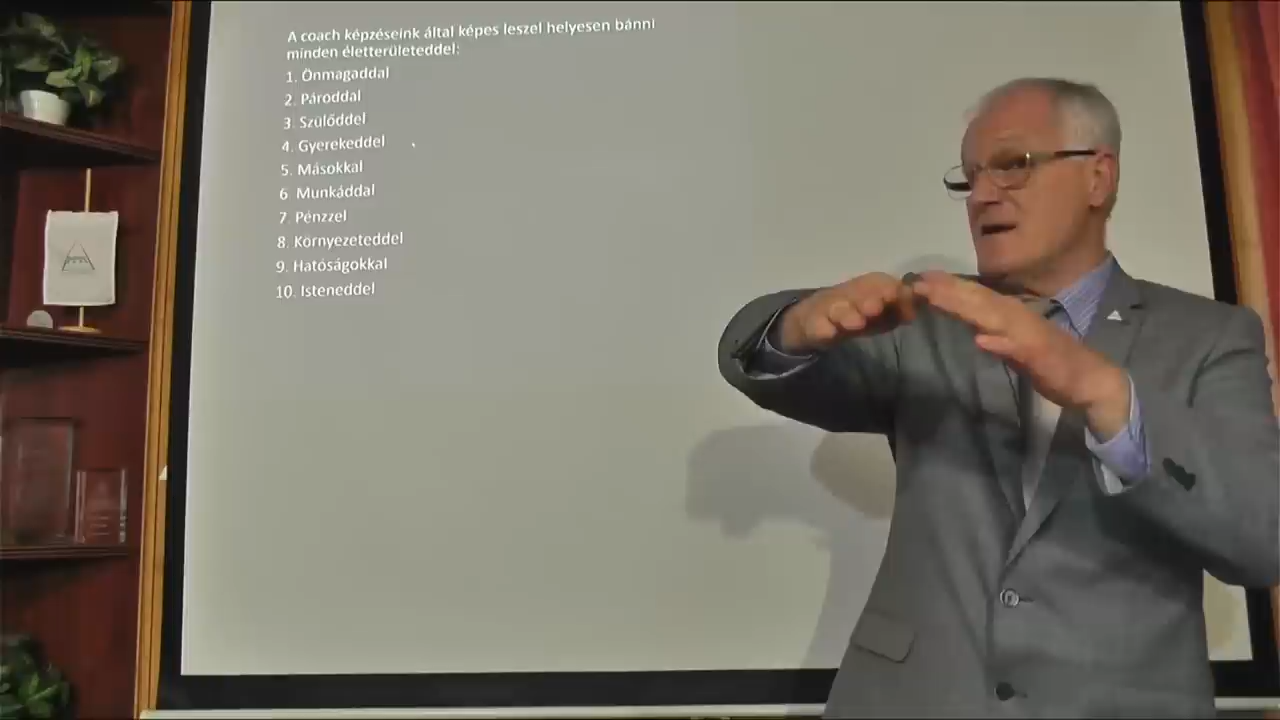 A coach képzéseink által képes leszel helyesen bánni
minden életterületeddel:
1. Önmagaddal
2. Pároddal
3. Szülőddel
4. Gyerekeddel
5. Másokkal
6. Munkáddal
7. Pénzzel
8. Környezeteddel
9. Hatóságokkal
10. Isteneddel